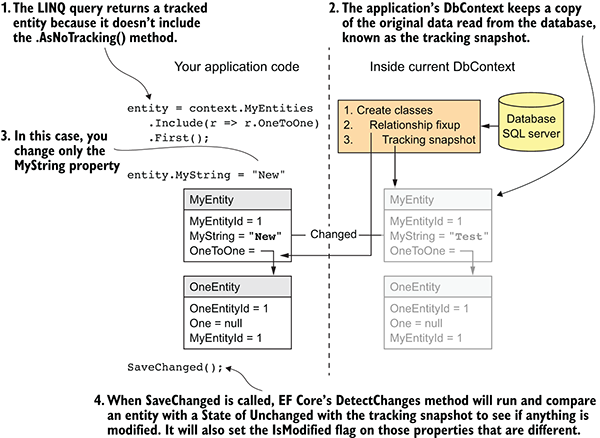 1. The LINQ query returns a tracked
entity because it doesn't include
the .AsNoTracking() method.
2. The application's DbContext keeps a copy
of the original data read from the database,
known as the tracking snapshot.
Your application code
Inside current DbContext
entity = context.MyEntities
.Include(r => r.OneToOne)
.First();
1. Create classes
2. Relationship fixup
3. Tracking snapshot
Database
SQL server
3. In this case, you
change only the
MyString property
entity.MyString = "New"
MyEntity
MyEntityId = 1
MyString = "New"
OneToOne =
Changed
MyEntity
MyEntityId = 1
MyString = "Test"
OneToOne =
OneEntity
OneEntityId = 1
One = null
MyEntityId = 1
OneEntity
OneEntityId = 1
One = null
MyEntityId = 1
SaveChanged();
4. When SaveChanged is called, EF Core's DetectChanges method will run and compare
an entity with a State of Unchanged with the tracking snapshot to see if anything is
modified. It will also set the IsModified flag on those properties that are different.